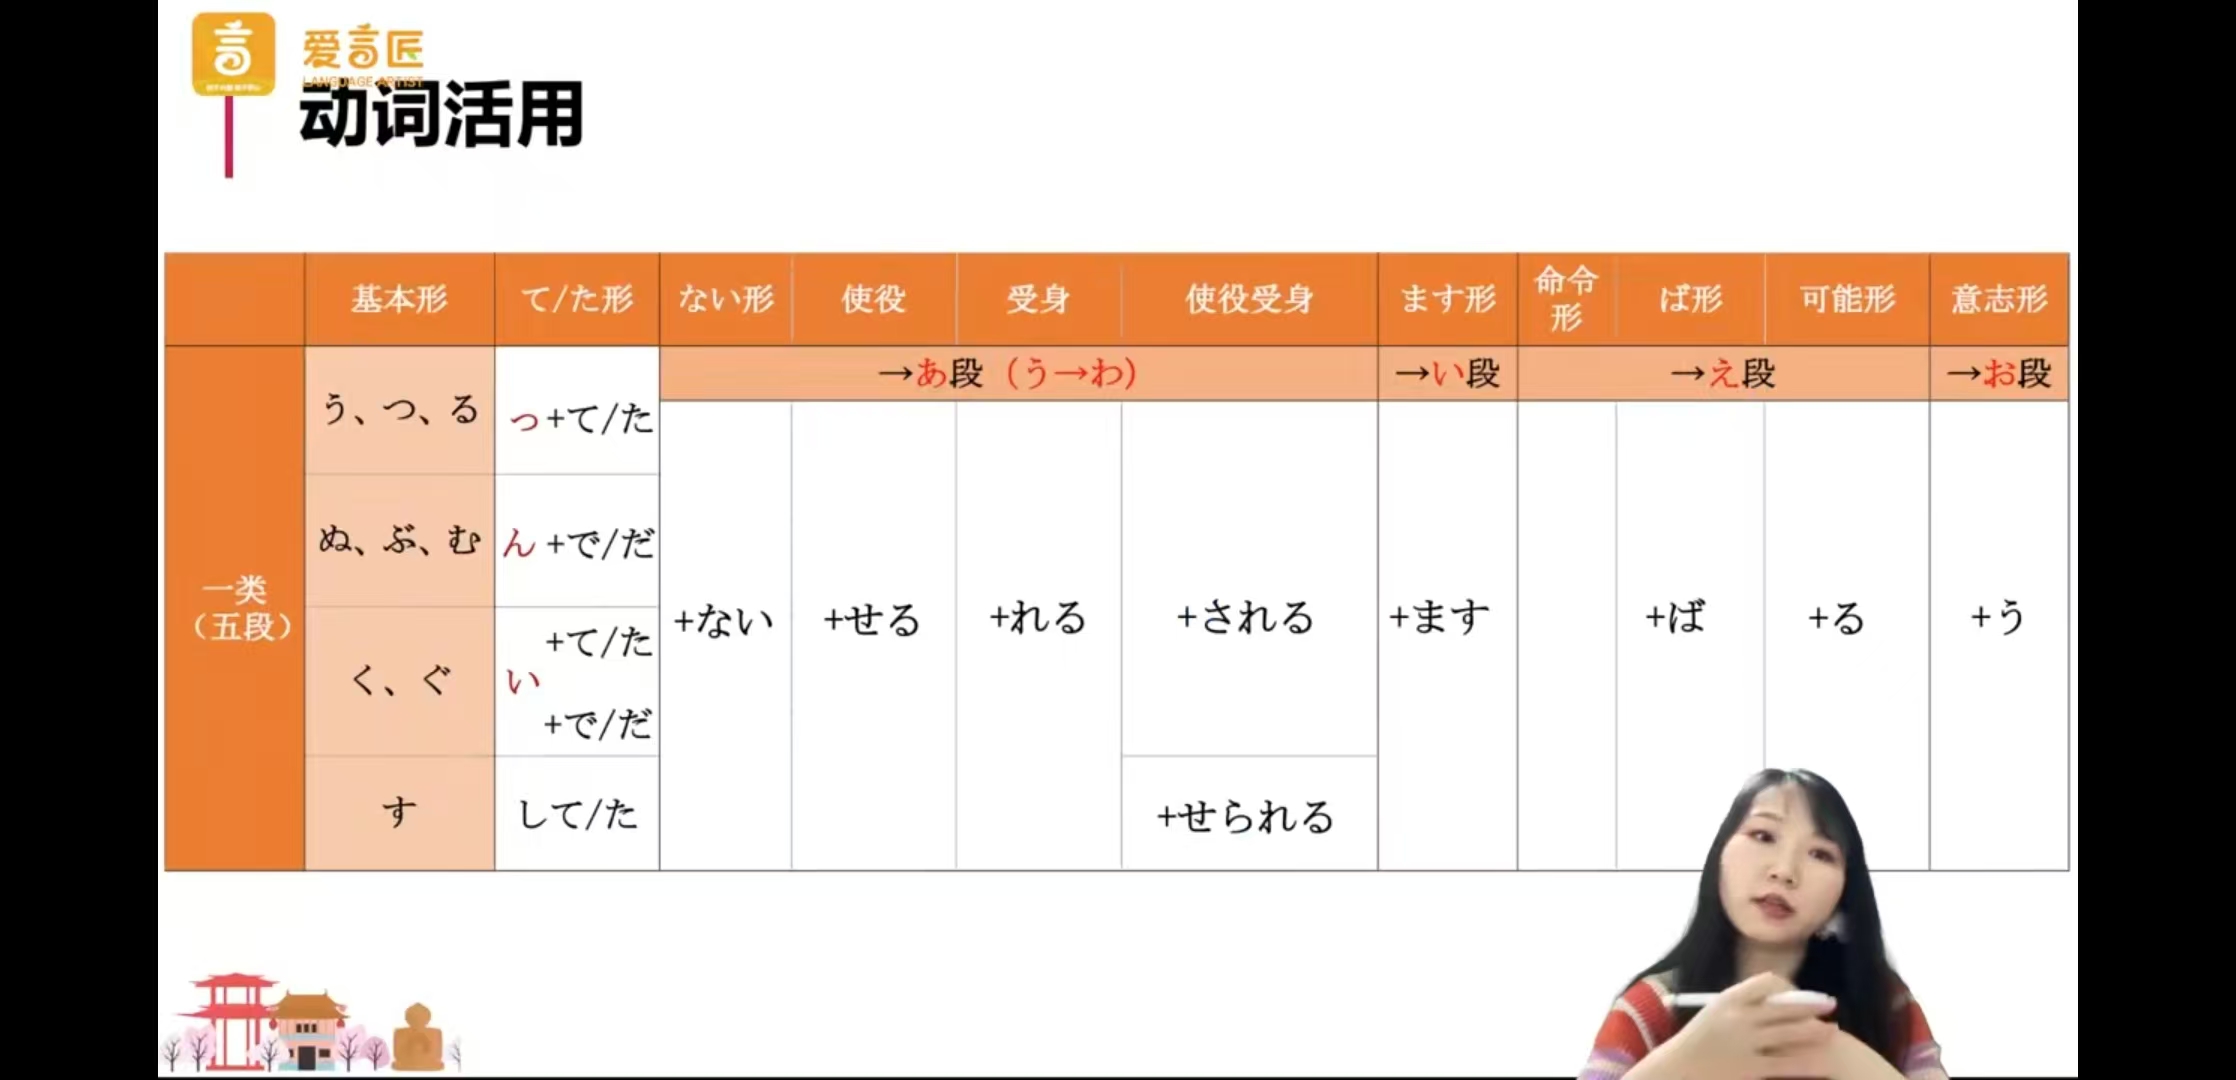 爱言匠
LANGUAGE ARTIST
动词活用
基本形 て/た形 ない形 使役 受身 使役受身 ます形 命令形 ば形 可能形 意志形
→あ段（う→わ） →い段 →え段 →お段
一类
（五段）
う、つ、る っ+て/た
ぬ、ぶ、む ん+で/だ
く、ぐ い +て/た
+で/だ
す して/た
+ない +せる +れる +される +ます +ば +る +う
+せられる